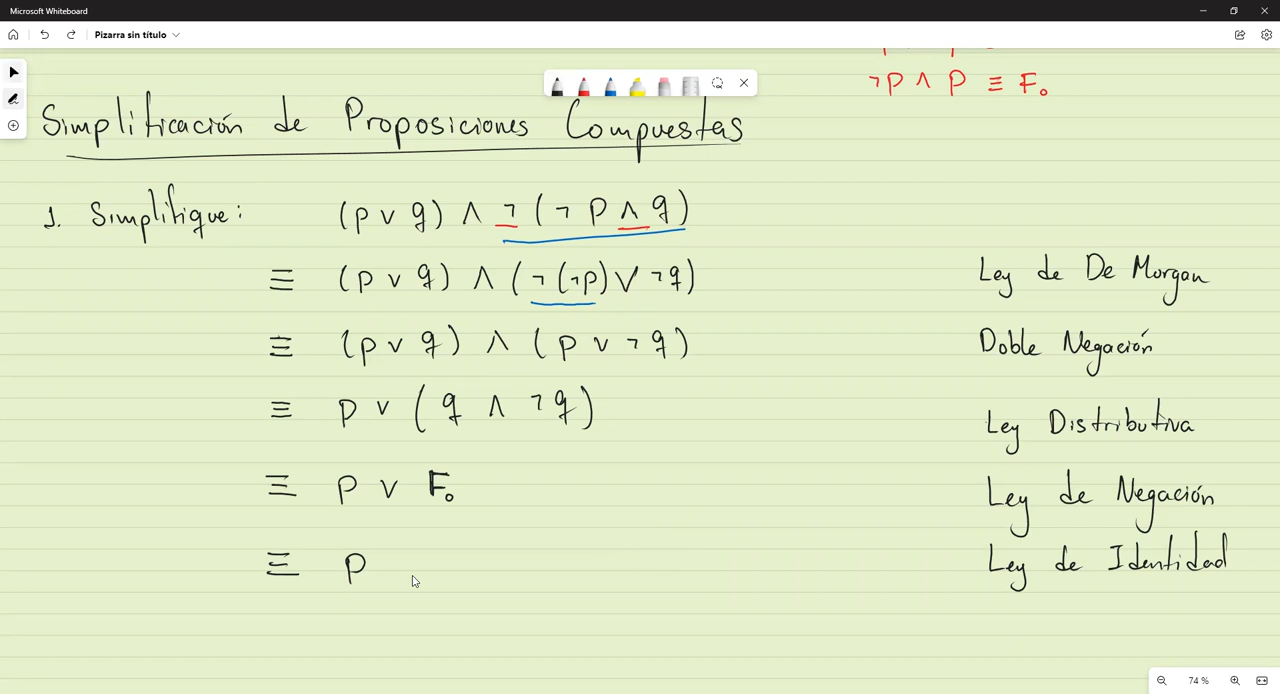 Microsoft Whiteboard
Pizarra sin título
¬p ∧ p ≡ F₀
Simplificación de Proposiciones Compuestas
1. Simplifique: (p ∨ q) ∧ ¬(¬p ∧ q)
≡ (p ∨ q) ∧ (¬(¬p) ∨ ¬q) Ley de De Morgan
≡ (p ∨ q) ∧ (p ∨ ¬q) Doble Negación
≡ p ∨ (q ∧ ¬q) Ley Distributiva
≡ p ∨ F₀ Ley de Negación
≡ p Ley de Identidad
74 %